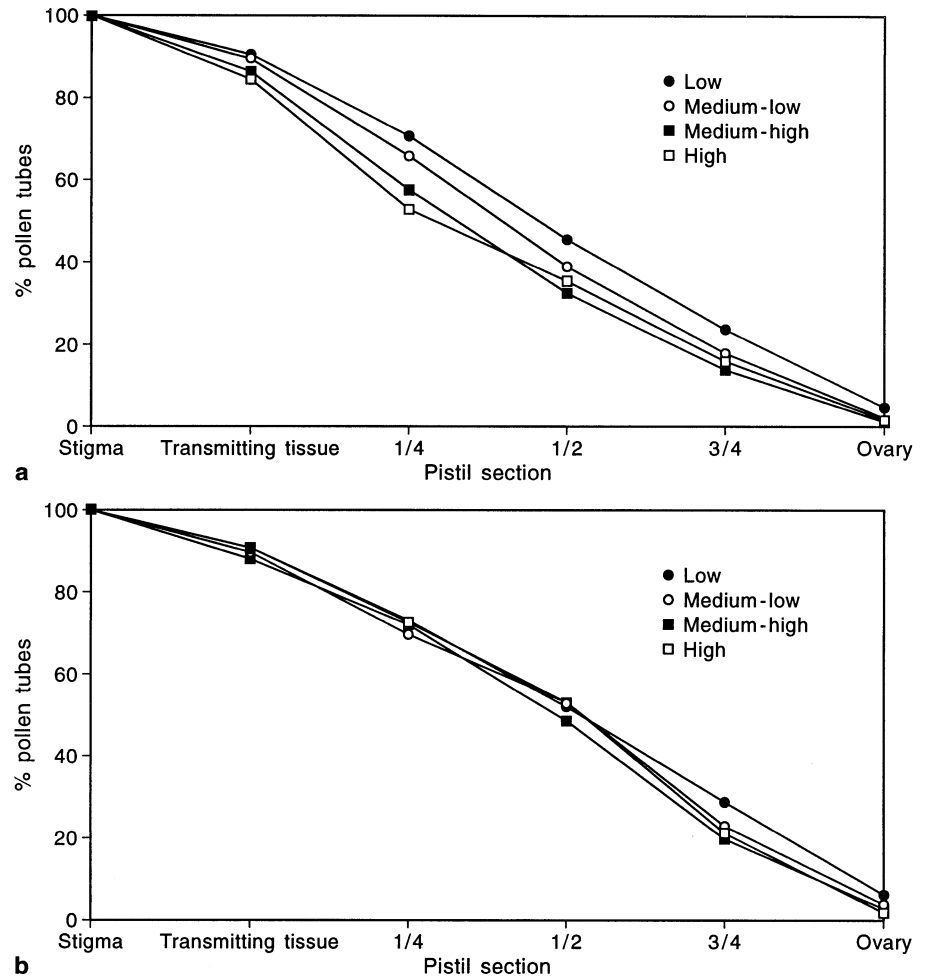 100
80
60
40
20
0
% pollen tubes
Low
Medium-low
Medium-high
High
Stigma Transmitting tissue 1/4 1/2 3/4 Ovary
Pistil section
a
100
80
60
40
20
0
% pollen tubes
Low
Medium-low
Medium-high
High
Stigma Transmitting tissue 1/4 1/2 3/4 Ovary
Pistil section
b